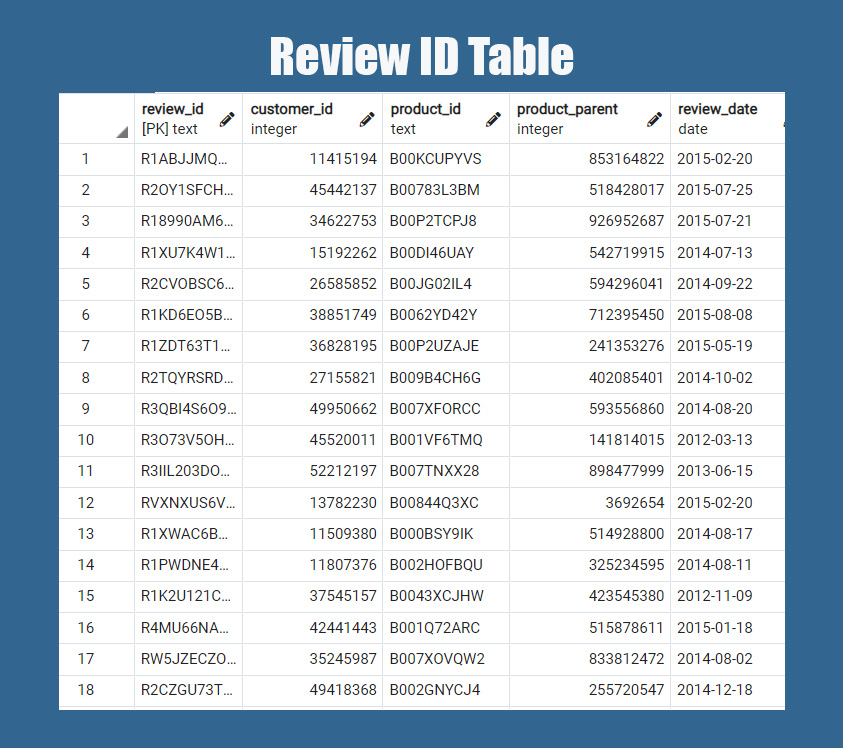 Review ID Table
review_id customer_id product_id product_parent review_date
[PK] text integer text integer date
1 R1ABJJMQ... 11415194 B00KCUPYVS 853164822 2015-02-20
2 R2OY1SFCH... 45442137 B00783L3BM 518428017 2015-07-25
3 R18990AM6... 34622753 B00P2TCPJ8 926952687 2015-07-21
4 R1XU7K4W1... 15192262 B00DI46UAY 542719915 2014-07-13
5 R2CVOBSC6... 26585852 B00JG02IL4 594296041 2014-09-22
6 R1KD6EO5B... 38851749 B0062YD42Y 712395450 2015-08-08
7 R1ZDT63T1... 36828195 B00P2UZAJE 241353276 2015-05-19
8 R2TQYRSRD... 27155821 B009B4CH6G 402085401 2014-10-02
9 R3QBI4S6O9... 49950662 B007XFORCC 593556860 2014-08-20
10 R3O73V5OH... 45520011 B001VF6TMQ 141814015 2012-03-13
11 R3IIL203DO... 52212197 B007TNXX28 898477999 2013-06-15
12 RVXNXUS6V... 13782230 B00844Q3XC 3692654 2015-02-20
13 R1XWAC6B... 11509380 B000BSY9IK 514928800 2014-08-17
14 R1PWDNE4... 11807376 B002HOFBQU 325234595 2014-08-11
15 R1K2U121C... 37545157 B0043XCJHW 423545380 2012-11-09
16 R4MU66NA... 42441443 B001Q72ARC 515878611 2015-01-18
17 RW5JZECZO... 35245987 B007XOVQW2 833812472 2014-08-02
18 R2CZGU73T... 49418368 B002GNYCJ4 255720547 2014-12-18